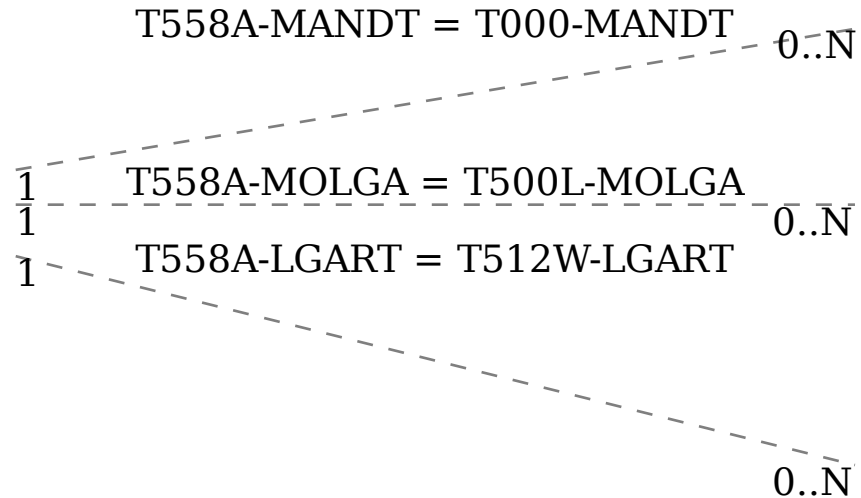 T558A-MANDT = T000-MANDT
0..N
1
T558A-MOLGA = T500L-MOLGA
1
0..N
1
T558A-LGART = T512W-LGART
0..N